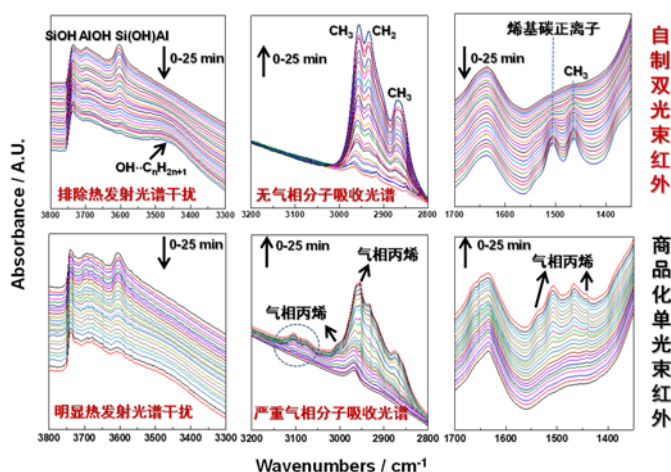 SiOH AlOH Si(OH)Al
0-25 min
OH··CnH2n+1
排除热发射光谱干扰
3800 3700 3600 3500 3400 3300
0-25 min
CH3 CH2
CH3
无气相分子吸收光谱
3200 3100 3000 2900 2800
0-25 min
烯基碳正离子
CH3
1700 1600 1500 1400
自制双光束红外
Absorbance / A.U.
0-25 min
明显热发射光谱干扰
3800 3700 3600 3500 3400 3300
0-25 min
气相丙烯
气相丙烯
严重气相分子吸收光谱
3200 3100 3000 2900 2800
0-25 min
气相丙烯
1700 1600 1500 1400
商品化单光束红外
Wavenumbers / cm-1